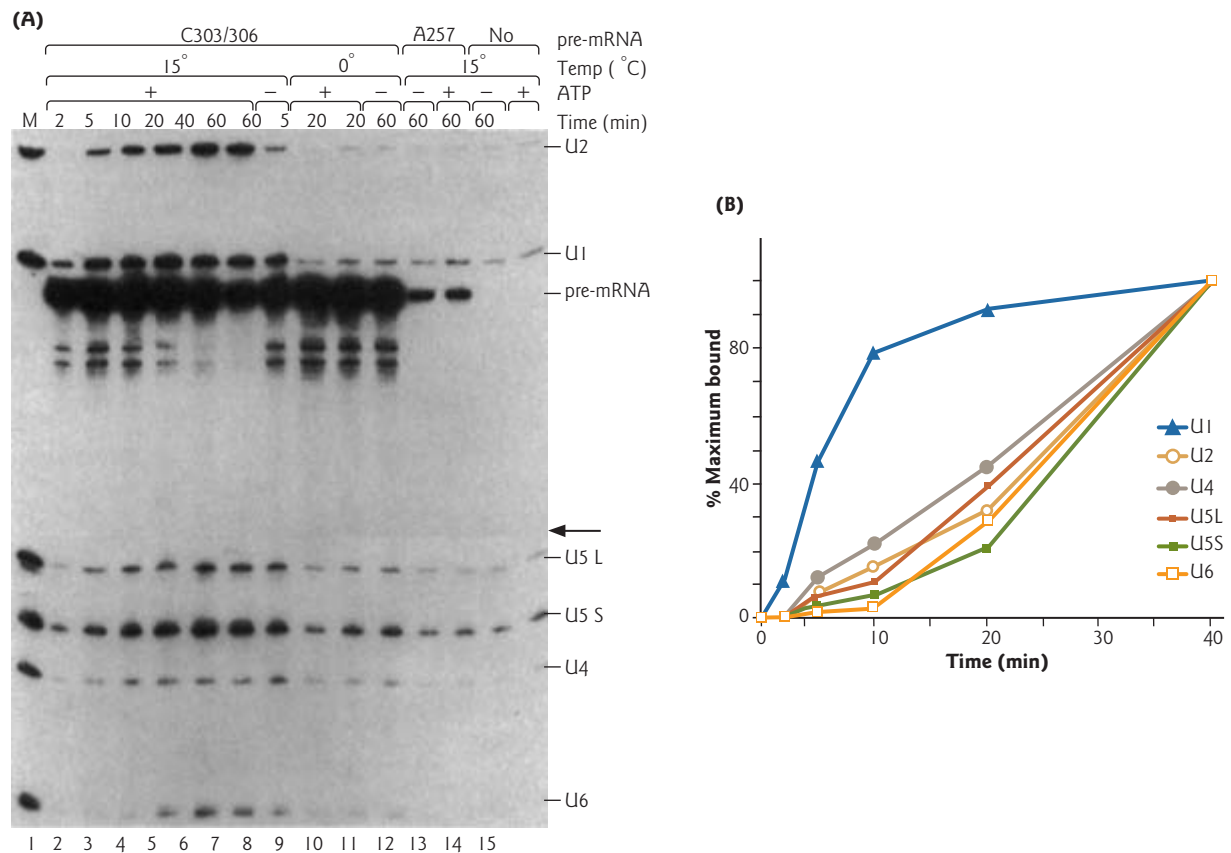 (A)
C303/306 A257 No pre-mRNA
15° 0° 15° Temp ( °C)
+ − + − − + − + ATP
M 2 5 10 20 40 60 60 5 20 20 60 60 60 60 Time (min)
U2
U1
pre-mRNA
U5 L
U5 S
U4
U6
1 2 3 4 5 6 7 8 9 10 11 12 13 14 15
(B)
% Maximum bound
80
40
0
0 10 20 30 40
Time (min)
U1
U2
U4
U5L
U5S
U6